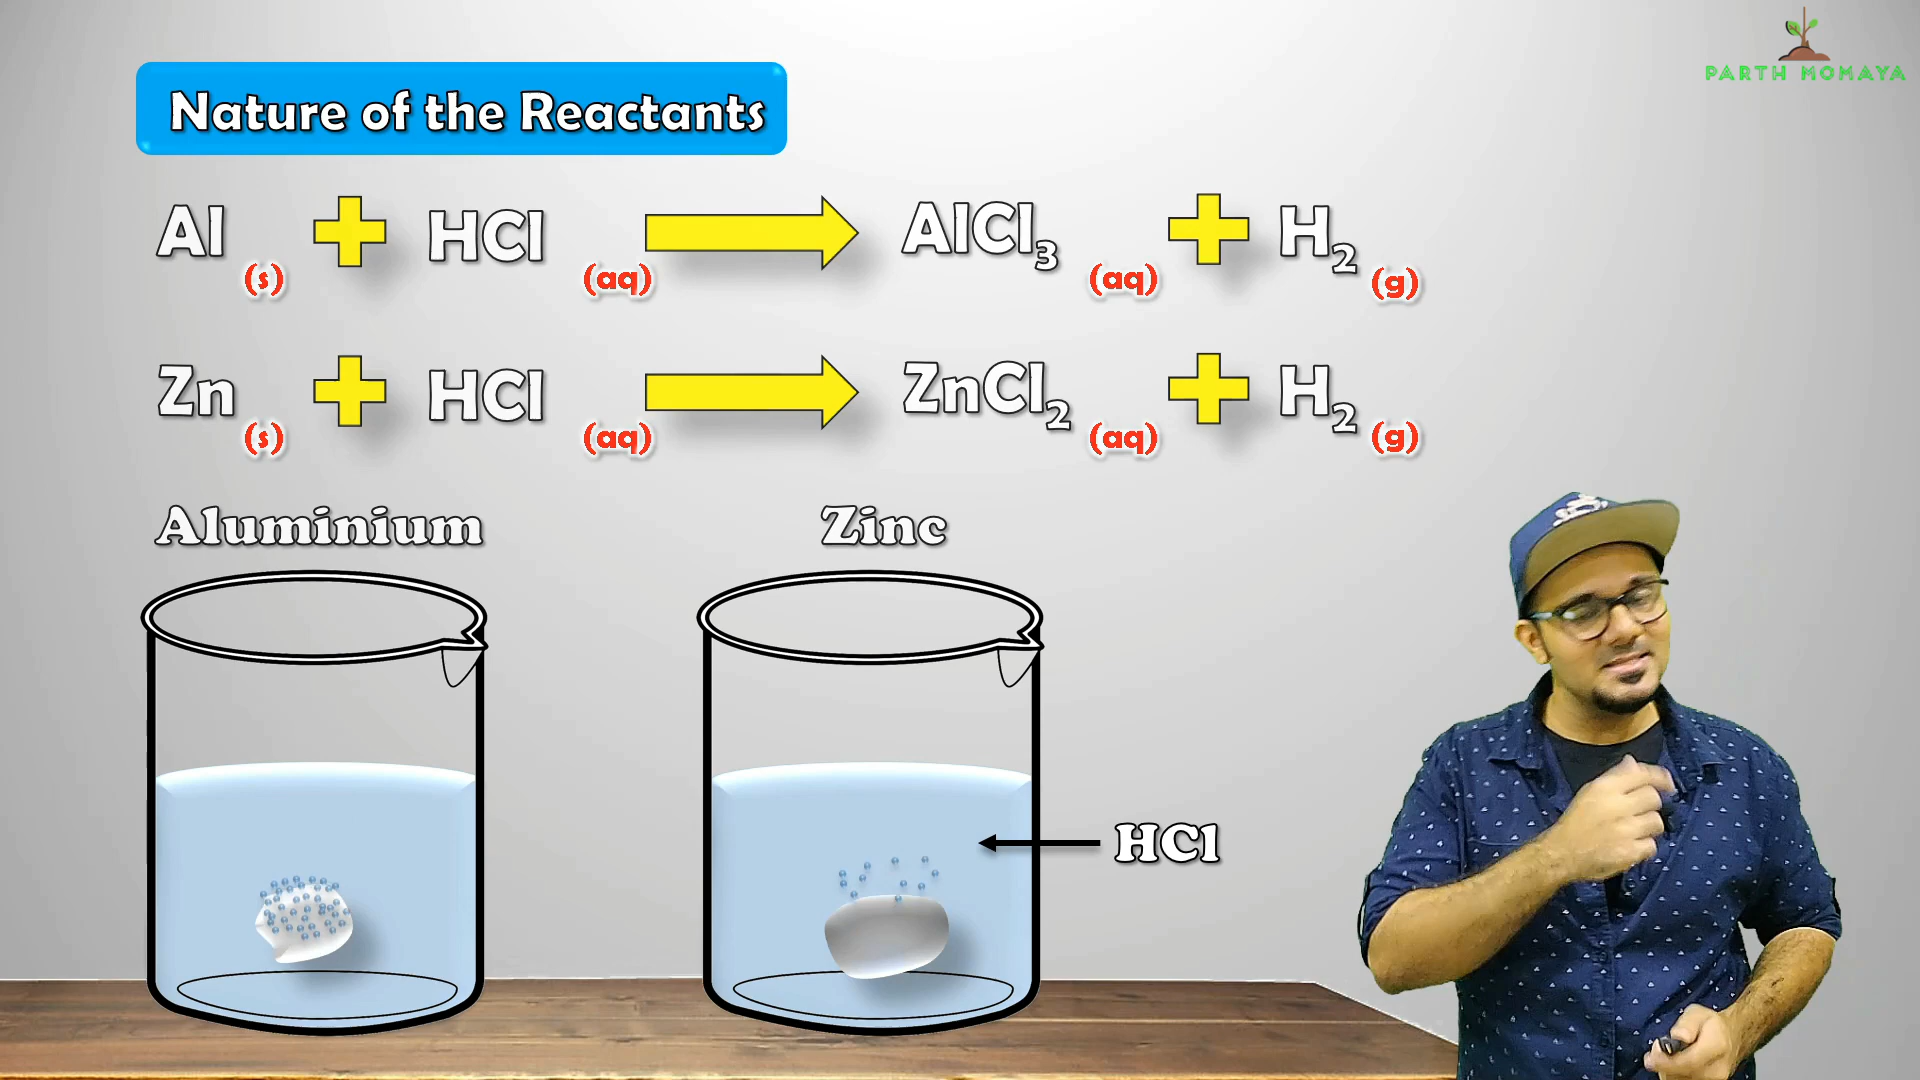 PARTH MOMAYA
Nature of the Reactants
Al (s) + HCl (aq) → AlCl₃ (aq) + H₂ (g)
Zn (s) + HCl (aq) → ZnCl₂ (aq) + H₂ (g)
Aluminium Zinc
HCl